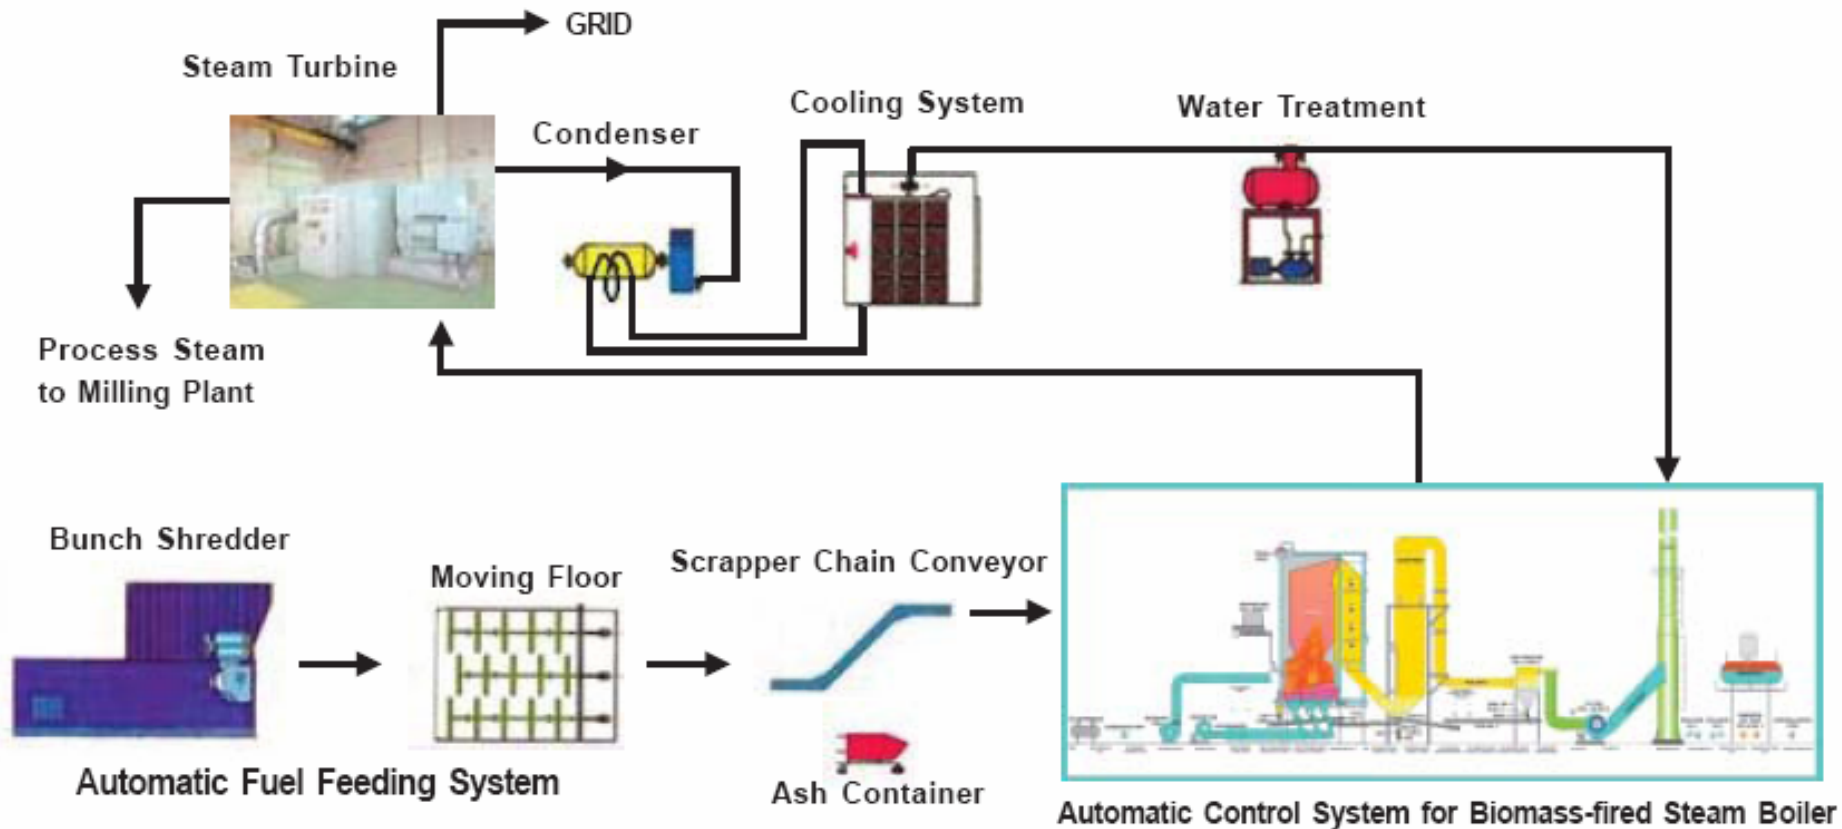 GRID
Steam Turbine
Cooling System
Water Treatment
Condenser
Process Steam
to Milling Plant
Bunch Shredder
Moving Floor
Scrapper Chain Conveyor
Automatic Fuel Feeding System
Ash Container
Automatic Control System for Biomass-fired Steam Boiler